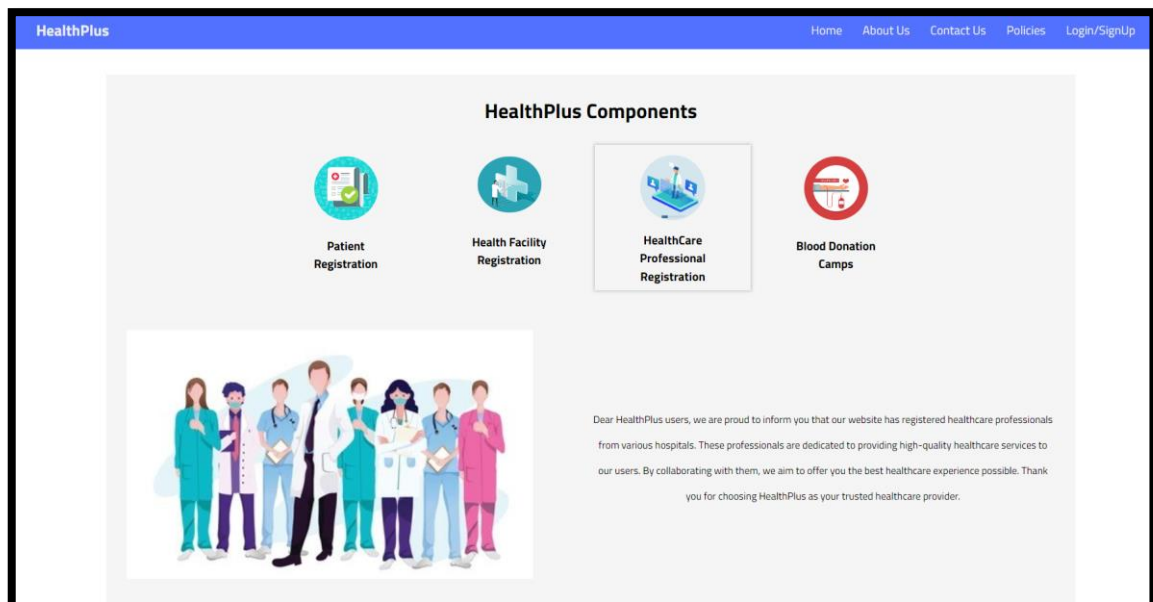 HealthPlus
Home About Us Contact Us Policies Login/SignUp
HealthPlus Components
Patient
Registration
Health Facility
Registration
HealthCare
Professional
Registration
Blood Donation
Camps
Dear HealthPlus users, we are proud to inform you that our website has registered healthcare professionals
from various hospitals. These professionals are dedicated to providing high-quality healthcare services to
our users. By collaborating with them, we aim to offer you the best healthcare experience possible. Thank
you for choosing HealthPlus as your trusted healthcare provider.